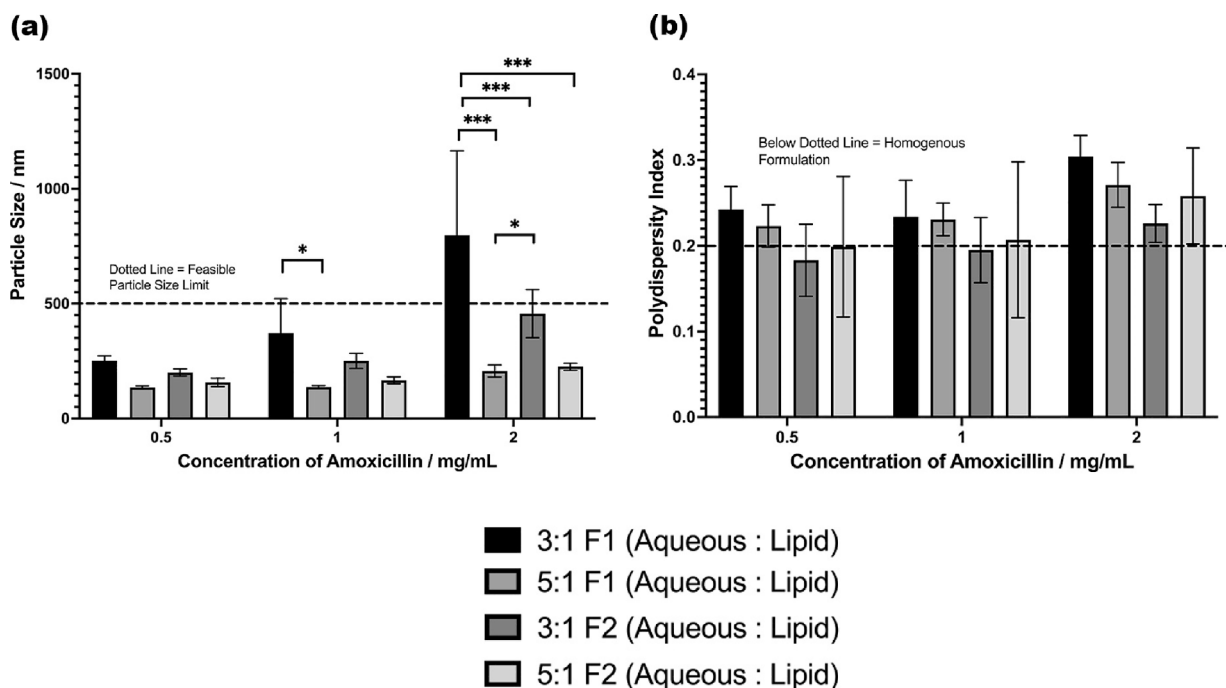 (a)
1500
1000
500
0
Particle Size / nm
Dotted Line = Feasible
Particle Size Limit
*
***
***
***
*
0.5
1
2
Concentration of Amoxicillin / mg/mL
(b)
0.4
0.3
0.2
0.1
0.0
Polydispersity Index
Below Dotted Line = Homogenous
Formulation
0.5
1
2
Concentration of Amoxicillin / mg/mL
3:1 F1 (Aqueous : Lipid)
5:1 F1 (Aqueous : Lipid)
3:1 F2 (Aqueous : Lipid)
5:1 F2 (Aqueous : Lipid)